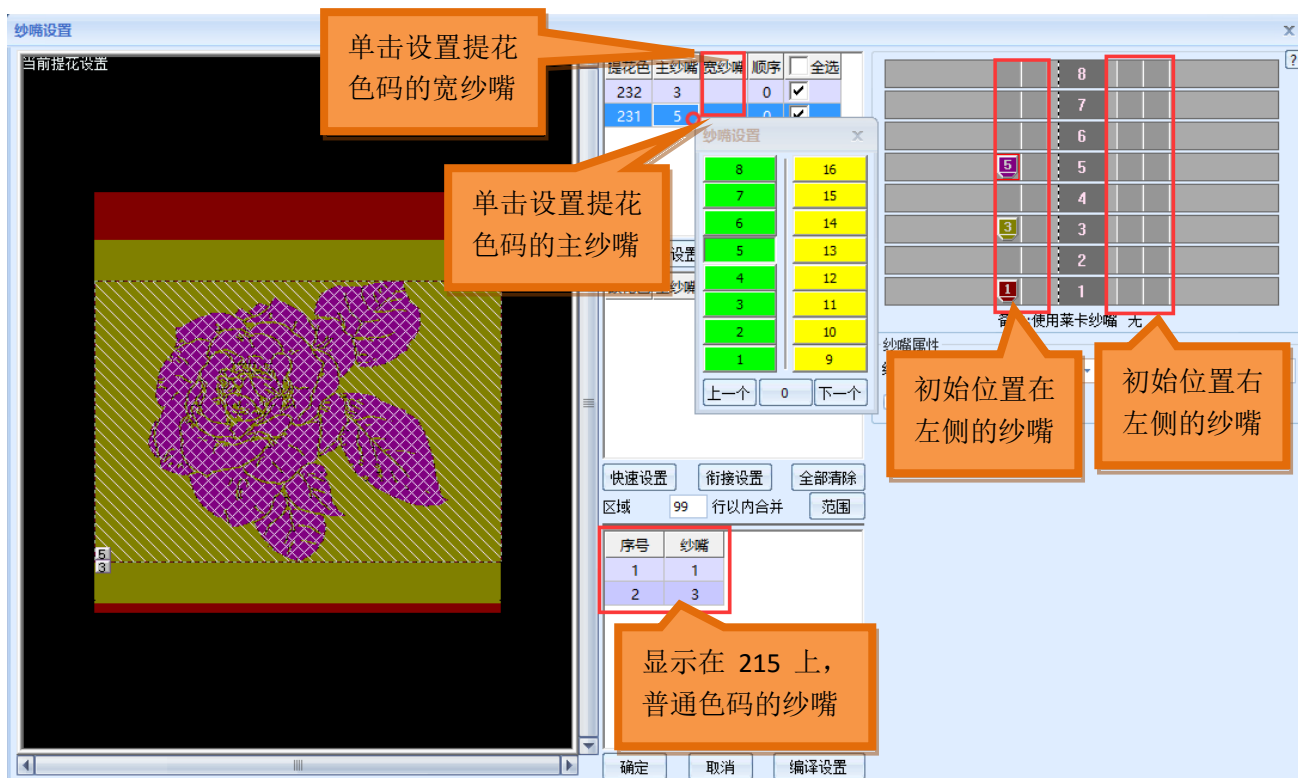 纱嘴设置
当前提花设置
单击设置提花
色码的宽纱嘴
提花色 主纱嘴 宽纱嘴 顺序 全选
232 3 0
231 5 0
单击设置提花
色码的主纱嘴
纱嘴设置
8 16
7 15
6 14
5 13
4 12
3 11
2 10
1 9
上一个 0 下一个
设置
主纱嘴
快速设置 衔接设置 全部清除
区域 99 行以内合并 范围
序号 纱嘴
1 1
2 3
显示在 215 上,
普通色码的纱嘴
确定 取消 编译设置
8
7
6
5 5
4
3 3
2
1 1
使用莱卡纱嘴 无
纱嘴属性
初始位置在
左侧的纱嘴
初始位置右
左侧的纱嘴
?
5
3